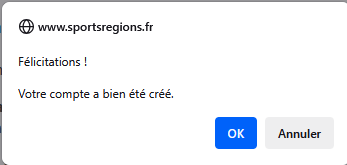 www.sportsregions.fr
Félicitations !
Votre compte a bien été créé.
OK Annuler